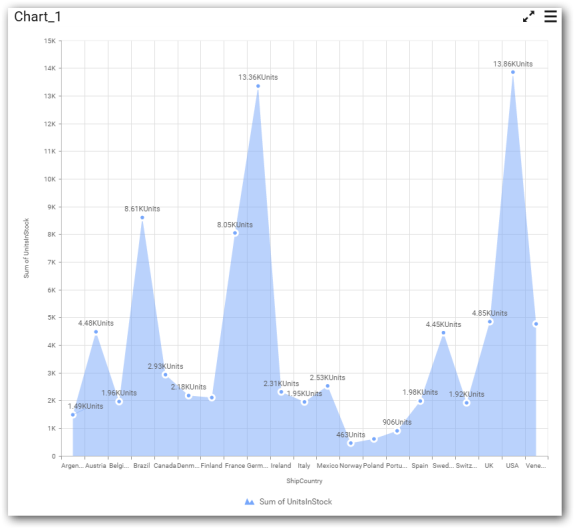 Chart_1
15K
14K
13K
12K
11K
10K
9K
8K
7K
6K
5K
4K
3K
2K
1K
0
Sum of UnitsInStock
1.49KUnits
4.48KUnits
1.96KUnits
8.61KUnits
2.93KUnits
2.18KUnits
8.05KUnits
13.36KUnits
2.31KUnits
1.95KUnits
2.53KUnits
463Units
906Units
1.98KUnits
4.45KUnits
1.92KUnits
4.85KUnits
13.86KUnits
Argen... Austria Belgi... Brazil Canada Denm... Finland France Germ... Ireland Italy Mexico Norway Poland Portu... Spain Swed... Switz... UK USA Vene...
ShipCountry
Sum of UnitsInStock